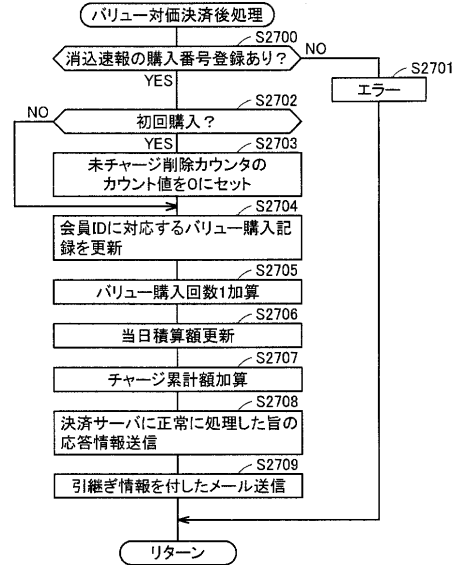 バリュー対価決済後処理
S2700
消込速報の購入番号登録あり?
NO
YES
S2701
エラー
S2702
NO
初回購入?
YES
S2703
未チャージ削除カウンタの
カウント値を0にセット
S2704
会員IDに対応するバリュー購入記
録を更新
S2705
バリュー購入回数1加算
S2706
当日積算額更新
S2707
チャージ累計額加算
S2708
決済サーバに正常に処理した旨の
応答情報送信
S2709
引継ぎ情報を付したメール送信
リターン